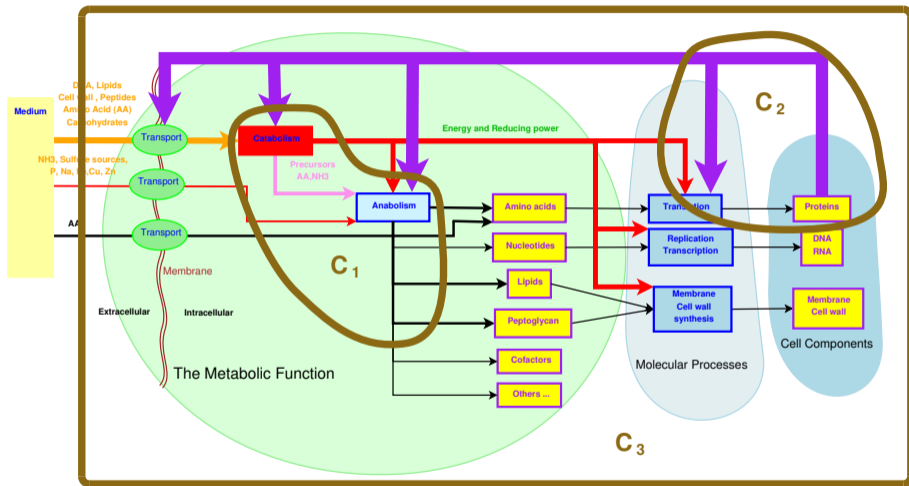 C2
DNA, Lipids
Cell wall , Peptides
Amino Acid (AA)
Carbohydrates
Medium
Transport
Catabolism
Energy and Reducing power
NH3, Sulfure sources,
P, Na, Cu, Zn
Precursors
AA,NH3
Transport
Anabolism
Amino acids
Translation
Proteins
AA
Transport
Nucleotides
Replication
Transcription
DNA
RNA
C1
Membrane
Lipids
Membrane
Cell wall
synthesis
Membrane
Cell wall
Extracellular
Intracellular
Peptoglycan
Cell Components
Cofactors
Molecular Processes
The Metabolic Function
Others ...
C3